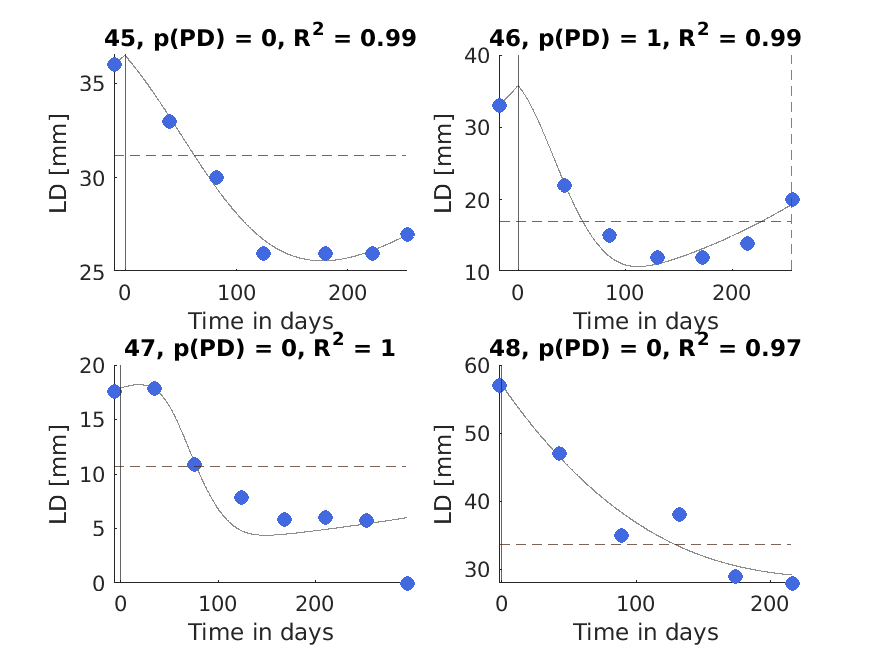 45, p(PD) = 0, R² = 0.99
LD [mm]
35
30
25
0
100
200
Time in days
46, p(PD) = 1, R² = 0.99
LD [mm]
40
30
20
10
0
100
200
Time in days
47, p(PD) = 0, R² = 1
LD [mm]
20
15
10
5
0
0
100
200
Time in days
48, p(PD) = 0, R² = 0.97
LD [mm]
60
50
40
30
0
100
200
Time in days